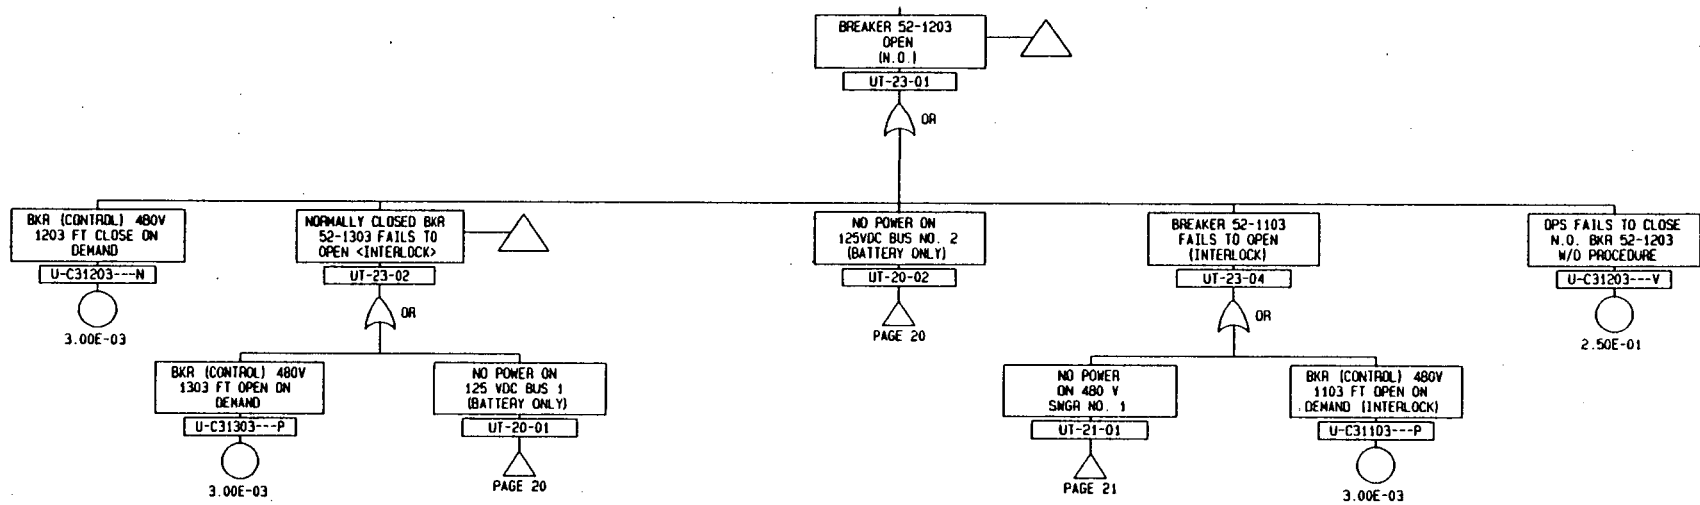 BREAKER 52-1203
OPEN
(N.O.)
UT-23-01
OR
BKR (CONTROL) 480V
1203 FT CLOSE ON
DEMAND
U-C31203---N
3.00E-03
NORMALLY CLOSED BKR
52-1303 FAILS TO
OPEN <INTERLOCK>
UT-23-02
OR
NO POWER ON
125VDC BUS NO. 2
(BATTERY ONLY)
UT-20-02
PAGE 20
BREAKER 52-1103
FAILS TO OPEN
(INTERLOCK)
UT-23-04
OR
OPS FAILS TO CLOSE
N.O. BKR 52-1203
W/O PROCEDURE
U-C31203---V
2.50E-01
BKR (CONTROL) 480V
1303 FT OPEN ON
DEMAND
U-C31303---P
3.00E-03
NO POWER ON
125 VDC BUS 1
(BATTERY ONLY)
UT-20-01
PAGE 20
NO POWER
ON 480 V
SWGR NO. 1
UT-21-01
PAGE 21
BKR (CONTROL) 480V
1103 FT OPEN ON
DEMAND (INTERLOCK)
U-C31103---P
3.00E-03